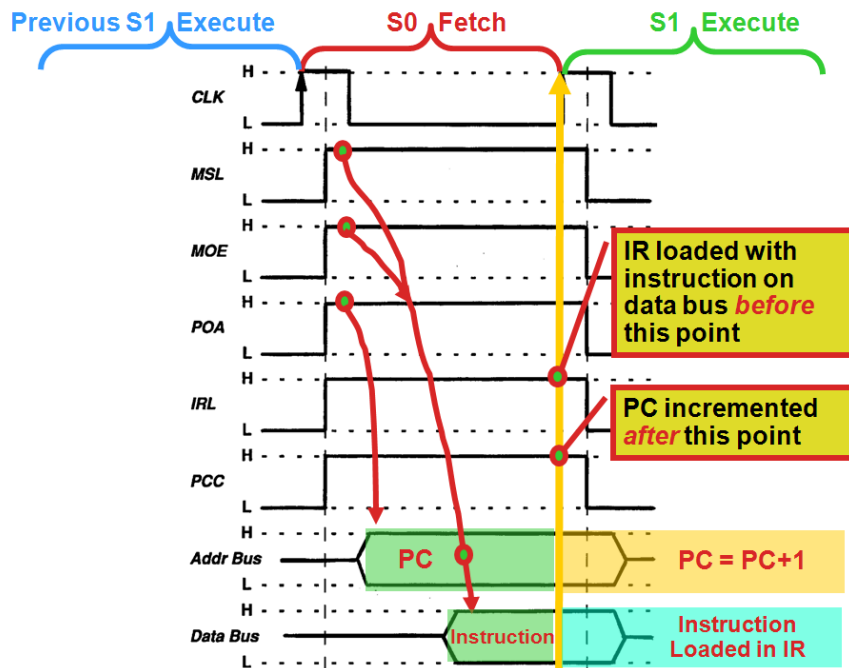 Previous S1 Execute
S0 Fetch
S1 Execute
H
CLK
L
H
MSL
L
H
MOE
L
H
POA
L
H
IRL
L
H
PCC
L
H
Addr Bus
L
H
Data Bus
L
IR loaded with
instruction on
data bus before
this point
PC incremented
after this point
PC
PC = PC+1
Instruction
Instruction
Loaded in IR